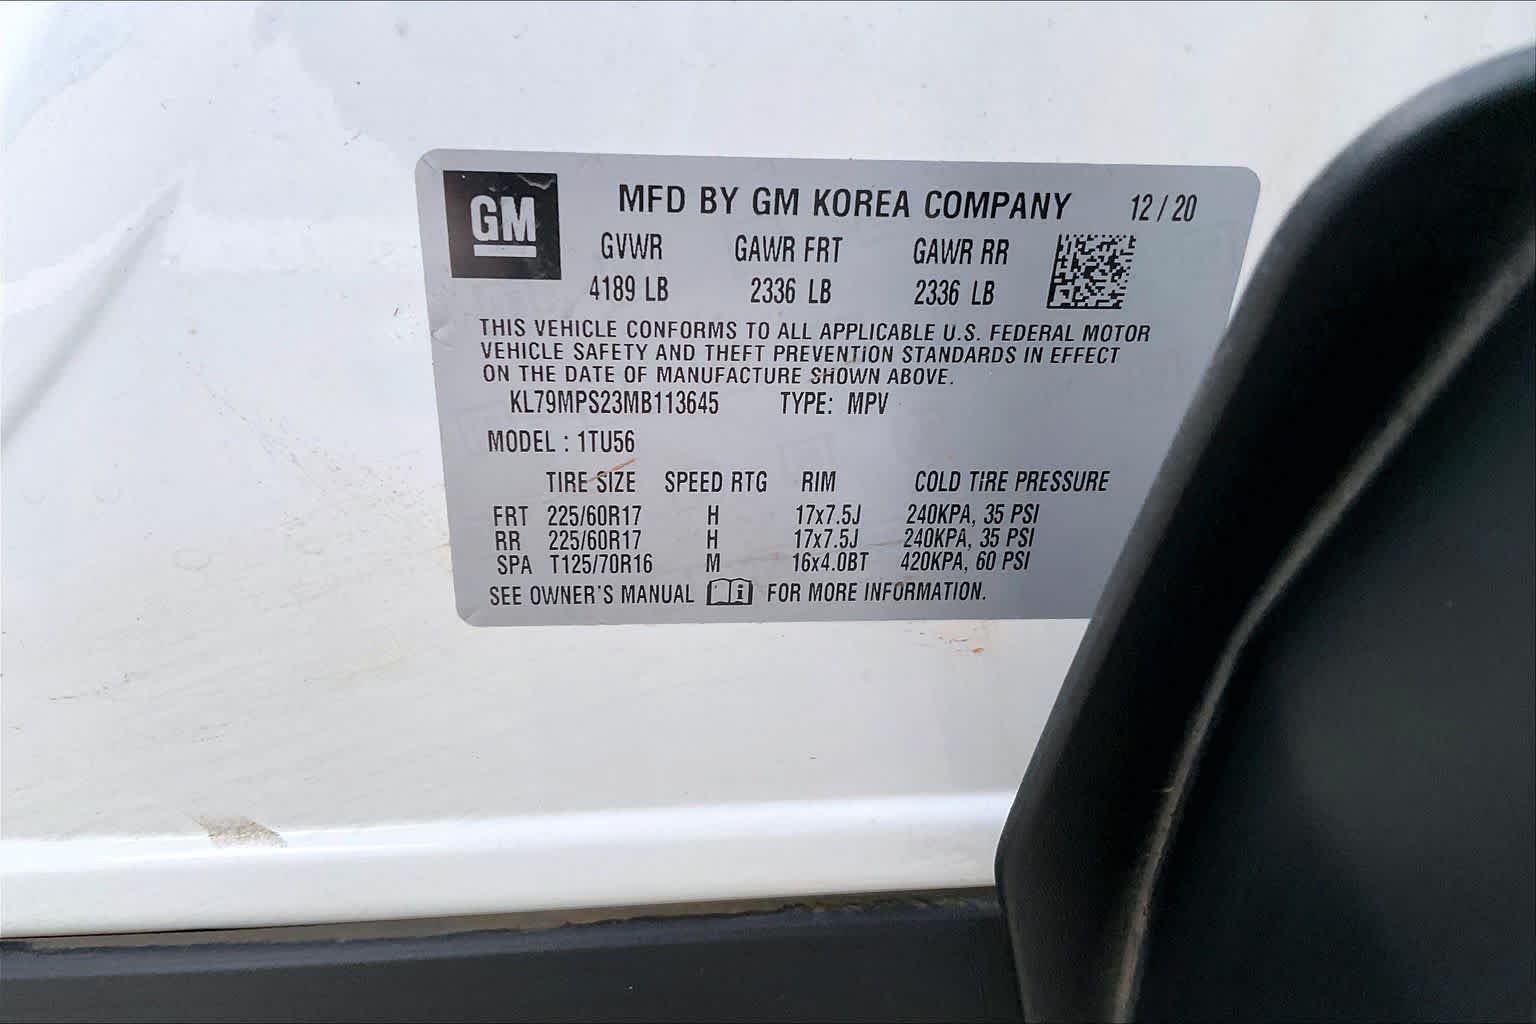 GM MFD BY GM KOREA COMPANY 12/20
GVWR GAWR FRT GAWR RR
4189 LB 2336 LB 2336 LB
THIS VEHICLE CONFORMS TO ALL APPLICABLE U.S. FEDERAL MOTOR
VEHICLE SAFETY AND THEFT PREVENTION STANDARDS IN EFFECT
ON THE DATE OF MANUFACTURE SHOWN ABOVE.
KL79MPS23MB113645 TYPE: MPV
MODEL : 1TU56
TIRE SIZE SPEED RTG RIM COLD TIRE PRESSURE
FRT 225/60R17 H 17x7.5J 240KPA, 35 PSI
RR 225/60R17 H 17x7.5J 240KPA, 35 PSI
SPA T125/70R16 M 16x4.0BT 420KPA, 60 PSI
SEE OWNER'S MANUAL i FOR MORE INFORMATION.